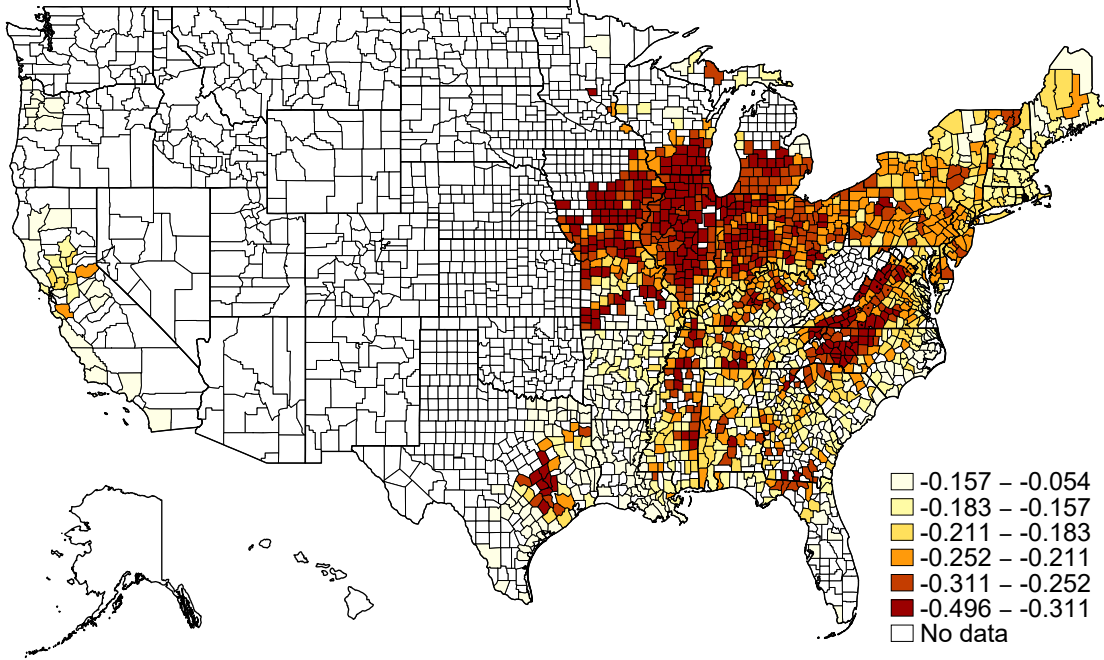 -0.157 – -0.054
-0.183 – -0.157
-0.211 – -0.183
-0.252 – -0.211
-0.311 – -0.252
-0.496 – -0.311
No data